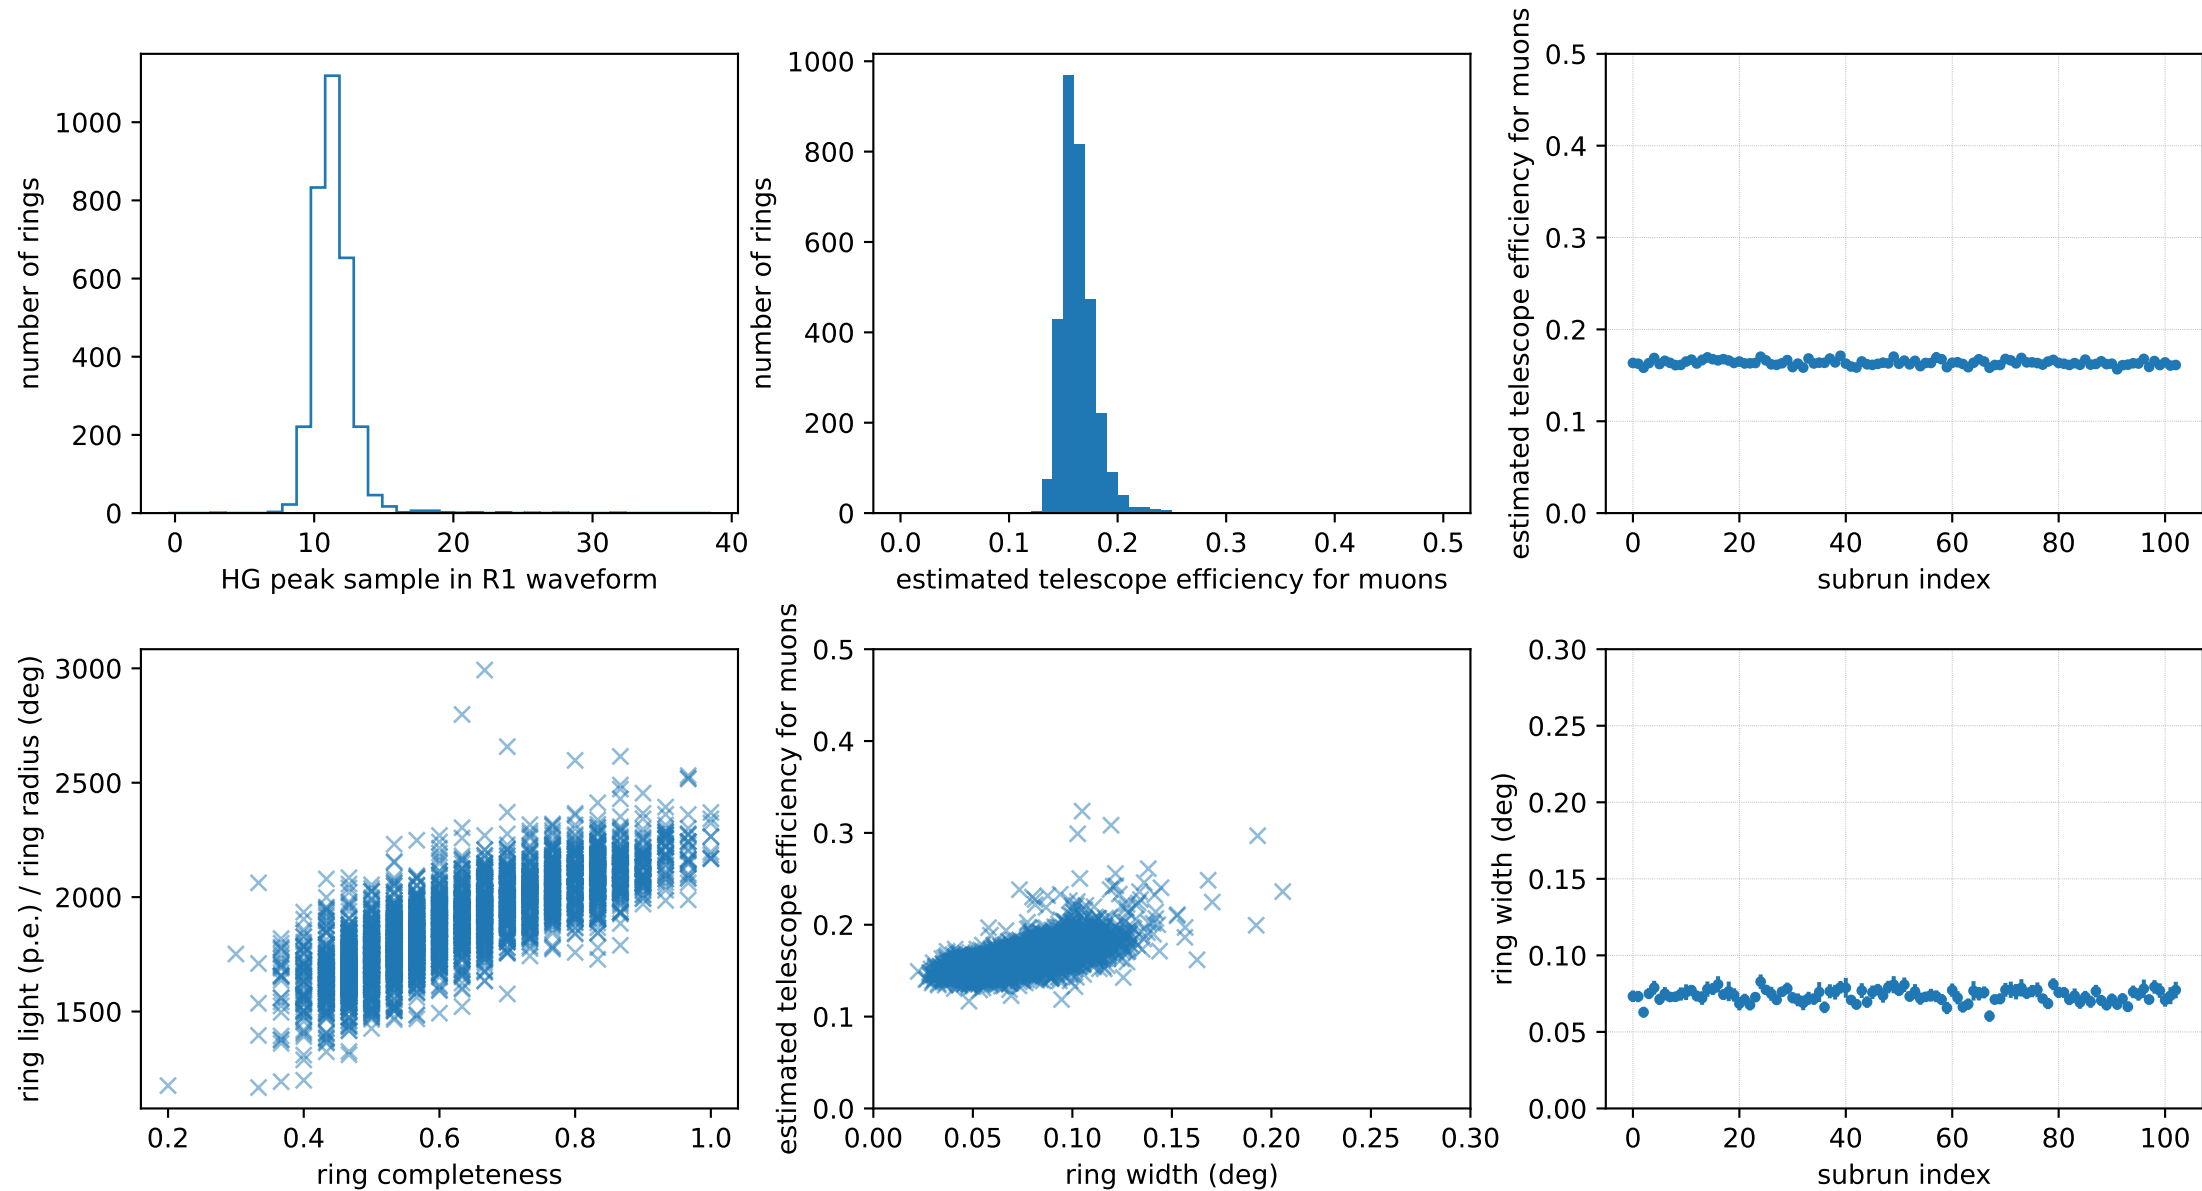 number of rings
1000
800
600
400
200
0
0 10 20 30 40
HG peak sample in R1 waveform
number of rings
1000
800
600
400
200
0
0.0 0.1 0.2 0.3 0.4 0.5
estimated telescope efficiency for muons
estimated telescope efficiency for muons
0.5
0.4
0.3
0.2
0.1
0.0
0 20 40 60 80 100
subrun index
ring light (p.e.) / ring radius (deg)
3000
2500
2000
1500
0.2 0.4 0.6 0.8 1.0
ring completeness
estimated telescope efficiency for muons
0.5
0.4
0.3
0.2
0.1
0.0
0.00 0.05 0.10 0.15 0.20 0.25 0.30
ring width (deg)
ring width (deg)
0.30
0.25
0.20
0.15
0.10
0.05
0.00
0 20 40 60 80 100
subrun index